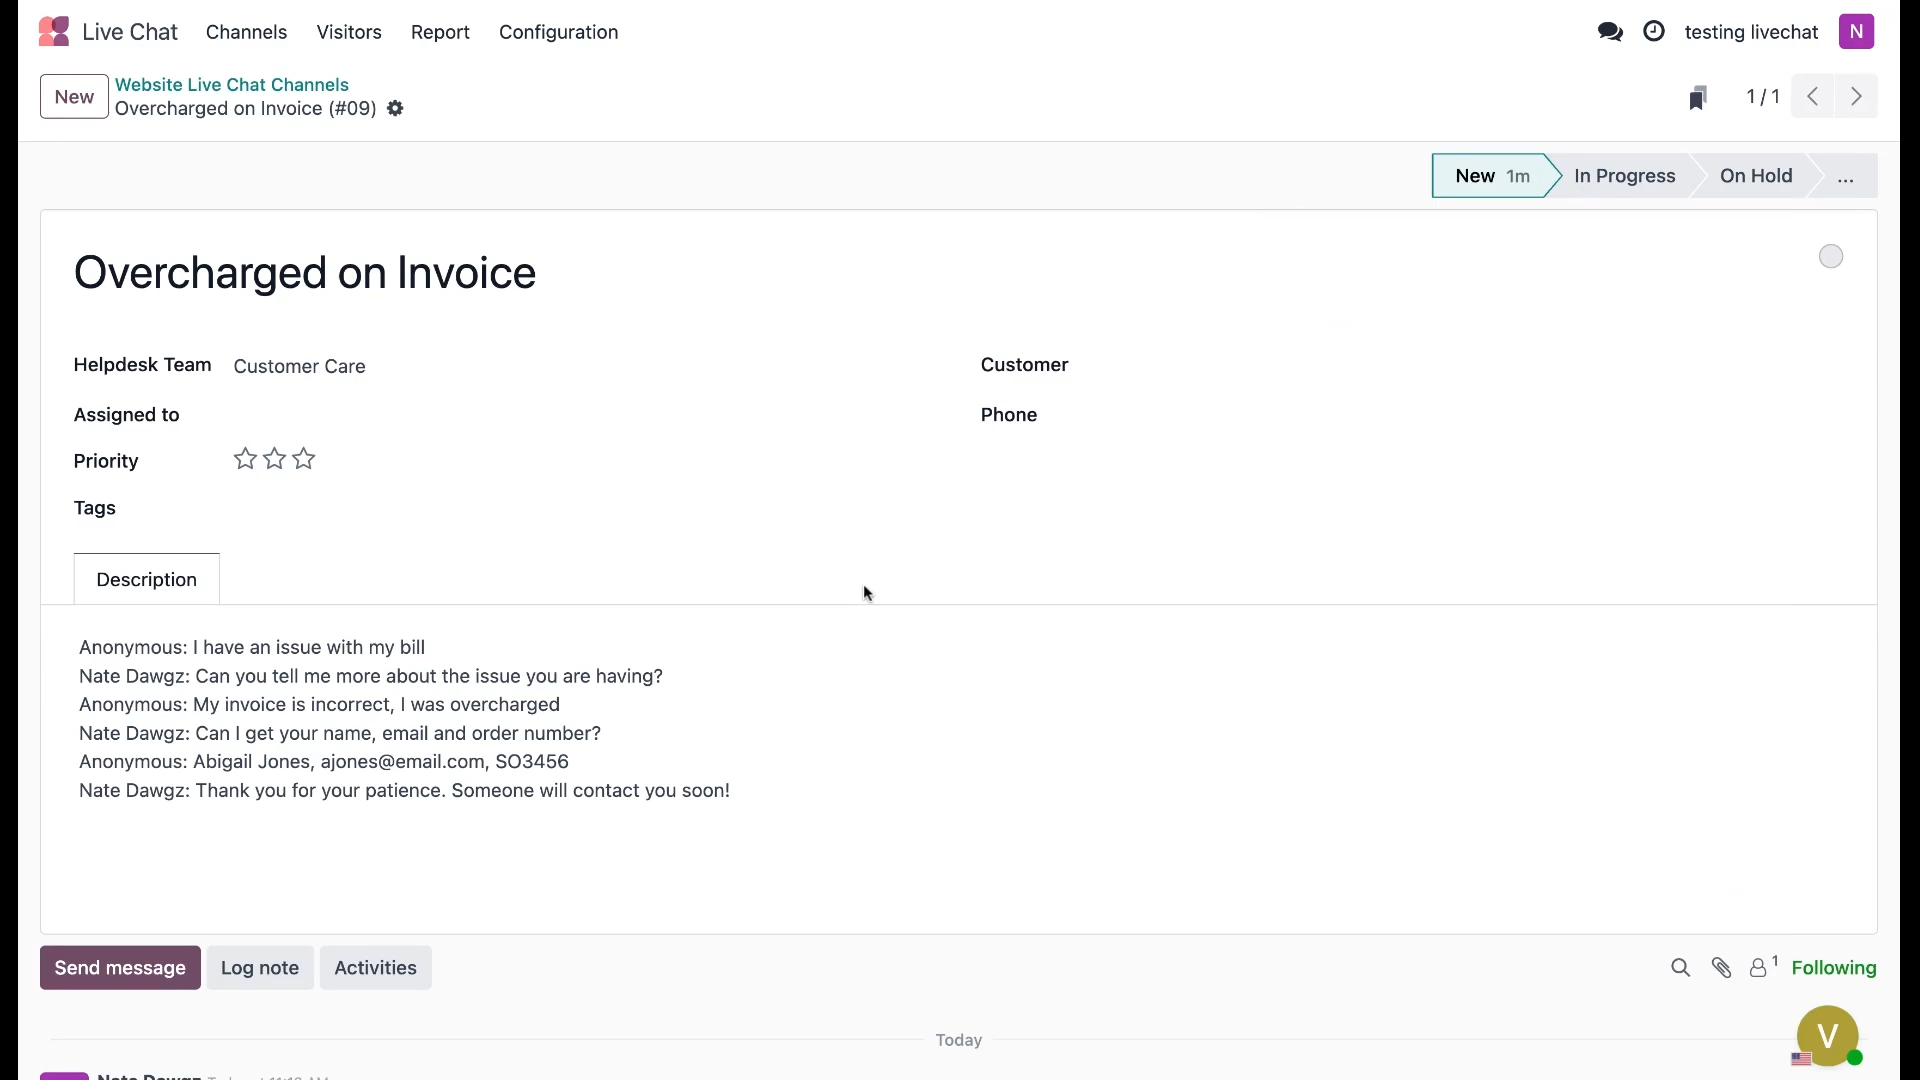 Live Chat Channels Visitors Report Configuration testing livechat N
New Website Live Chat Channels
Overcharged on Invoice (#09) 1 / 1
New 1m In Progress On Hold ...
Overcharged on Invoice
Helpdesk Team Customer Care Customer
Assigned to Phone
Priority
Tags
Description
Anonymous: I have an issue with my bill
Nate Dawgz: Can you tell me more about the issue you are having?
Anonymous: My invoice is incorrect, I was overcharged
Nate Dawgz: Can I get your name, email and order number?
Anonymous: Abigail Jones, ajones@email.com, SO3456
Nate Dawgz: Thank you for your patience. Someone will contact you soon!
Send message Log note Activities 1 Following
Today
V
Nate Dawgz